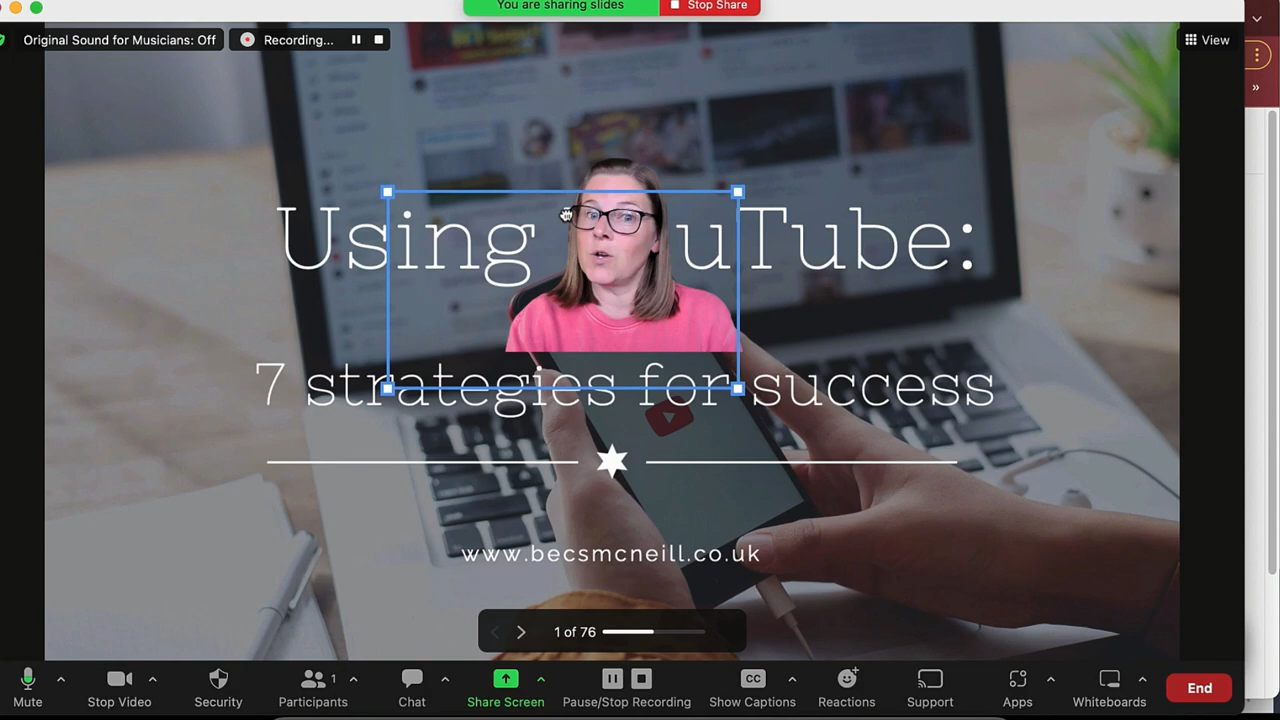 You are sharing slides
Stop Share
Original Sound for Musicians: Off
Recording...
View
Using uTube:
7 strategies for success
www.becsmcneill.co.uk
1 of 76
Mute
Stop Video
Security
1
Participants
Chat
Share Screen
Pause/Stop Recording
CC
Show Captions
Reactions
Support
Apps
Whiteboards
End